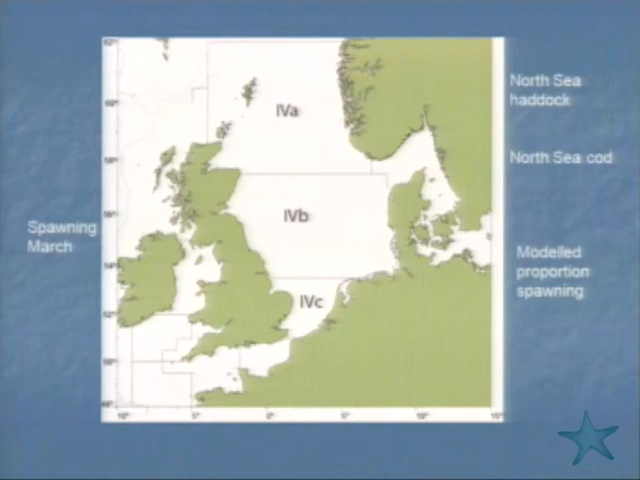 North Sea
haddock
North Sea cod
Spawning
March
Modelled
proportion
spawning
IVa
IVb
IVc